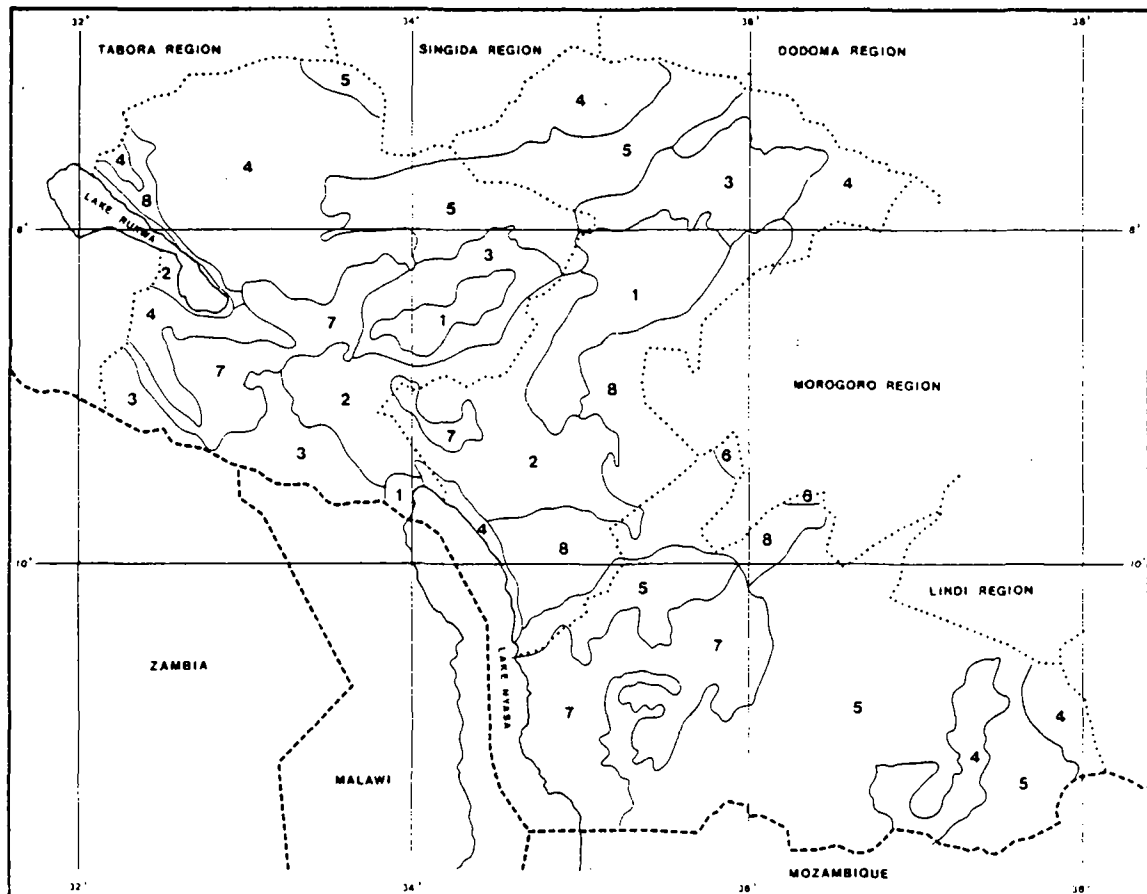 32° 34° 36° 38°
TABORA REGION SINGIDA REGION DODOMA REGION
5
4
5
4 4 3 4
8
LAKE RUKWA
5
8° 8°
3
2
1
4 1
7
7
3 2 8 MOROGORO REGION
7
3 2 6
1 8
4 8 8
10° 10°
5
LINDI REGION
ZAMBIA 7
LAKE NYASA
7 5 4
4
MALAWI 5
MOZAMBIQUE
32° 34° 36° 38°